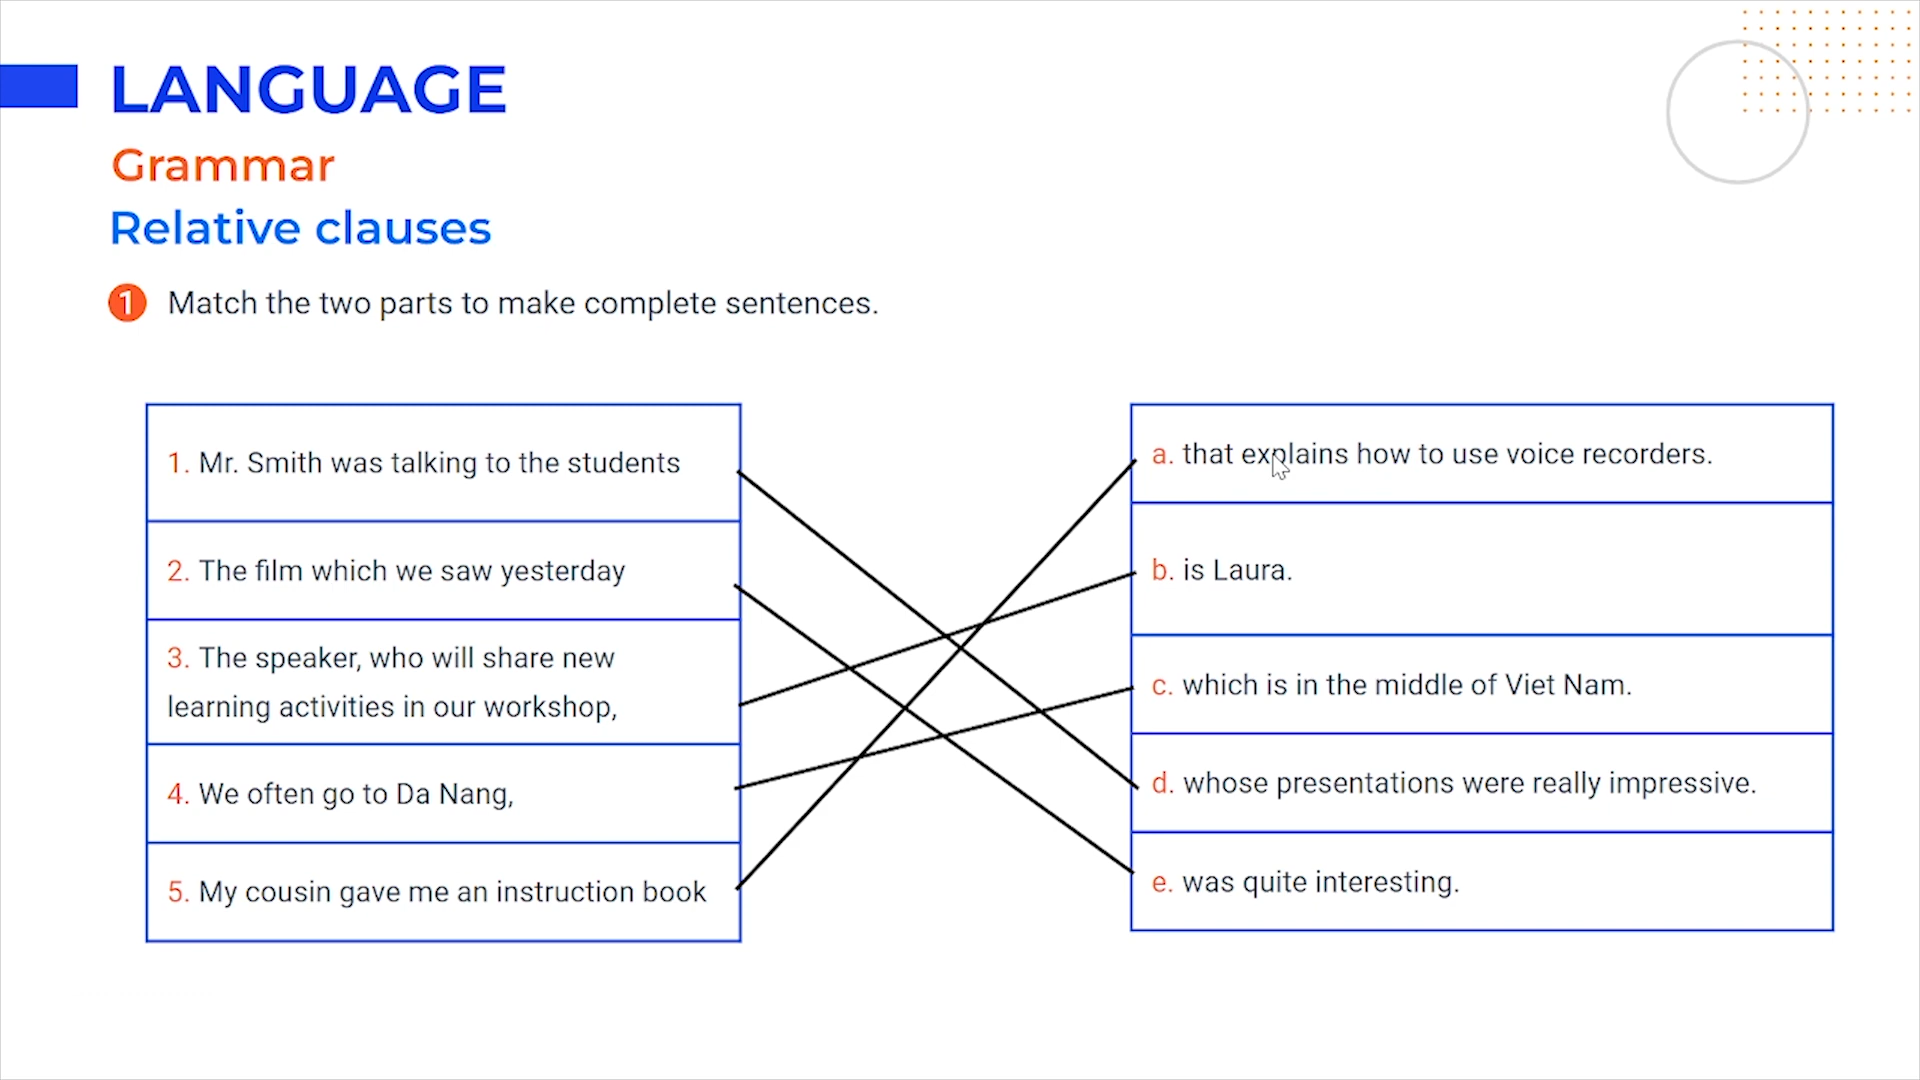 LANGUAGE
Grammar
Relative clauses
1 Match the two parts to make complete sentences.
1. Mr. Smith was talking to the students
2. The film which we saw yesterday
3. The speaker, who will share new
learning activities in our workshop,
4. We often go to Da Nang,
5. My cousin gave me an instruction book
a. that explains how to use voice recorders.
b. is Laura.
c. which is in the middle of Viet Nam.
d. whose presentations were really impressive.
e. was quite interesting.